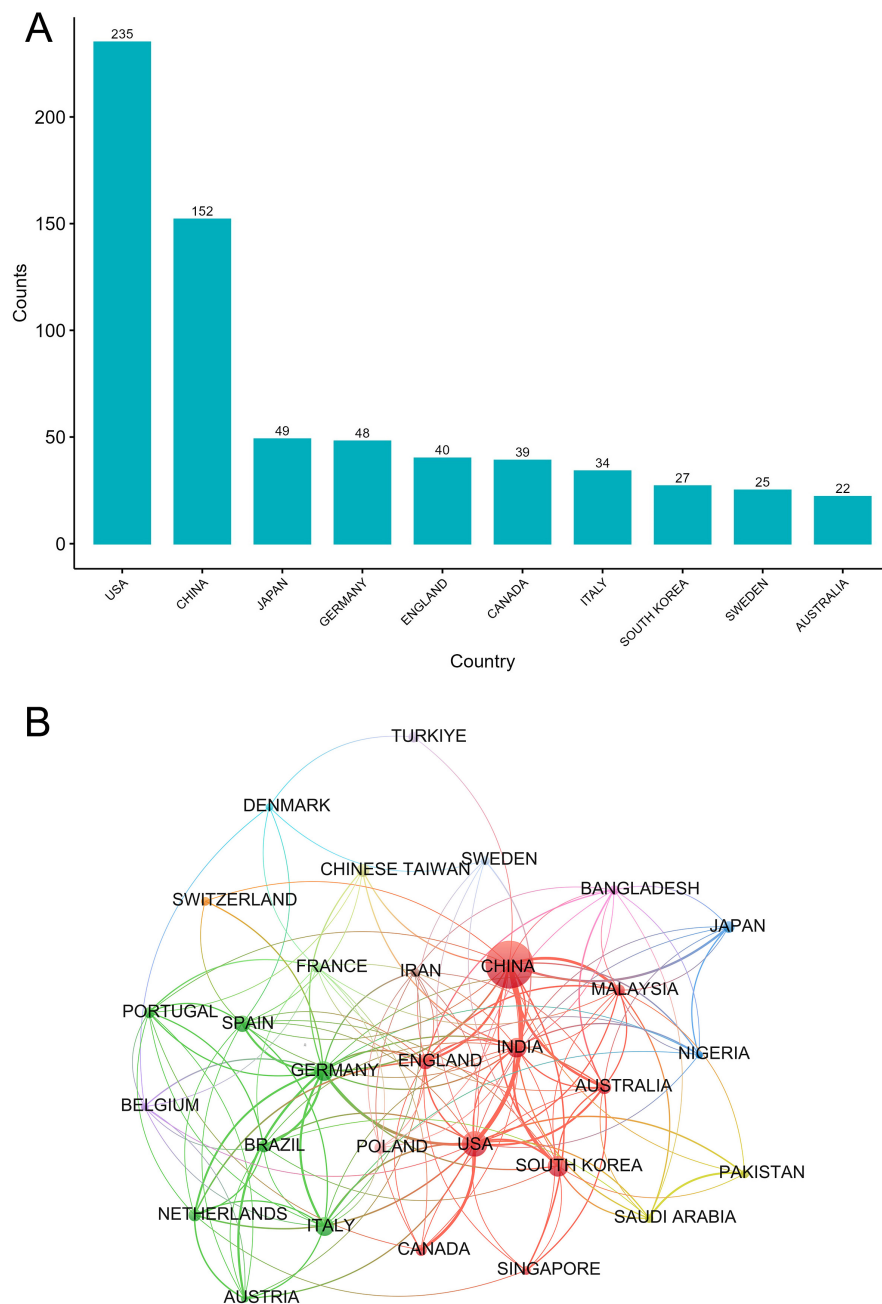 A
235
200
152
150
Counts
100
50
49
48
40
39
34
27
25
22
0
USA
CHINA
JAPAN
GERMANY
ENGLAND
CANADA
ITALY
SOUTH KOREA
SWEDEN
AUSTRALIA
Country
B
TURKIYE
DENMARK
SWEDEN
CHINESE TAIWAN
BANGLADESH
SWITZERLAND
JAPAN
FRANCE
IRAN
CHINA
MALAYSIA
PORTUGAL
SPAIN
INDIA
NIGERIA
ENGLAND
GERMANY
AUSTRALIA
BELGIUM
BRAZIL
POLAND
USA
SOUTH KOREA
PAKISTAN
NETHERLANDS
ITALY
SAUDI ARABIA
CANADA
SINGAPORE
AUSTRIA